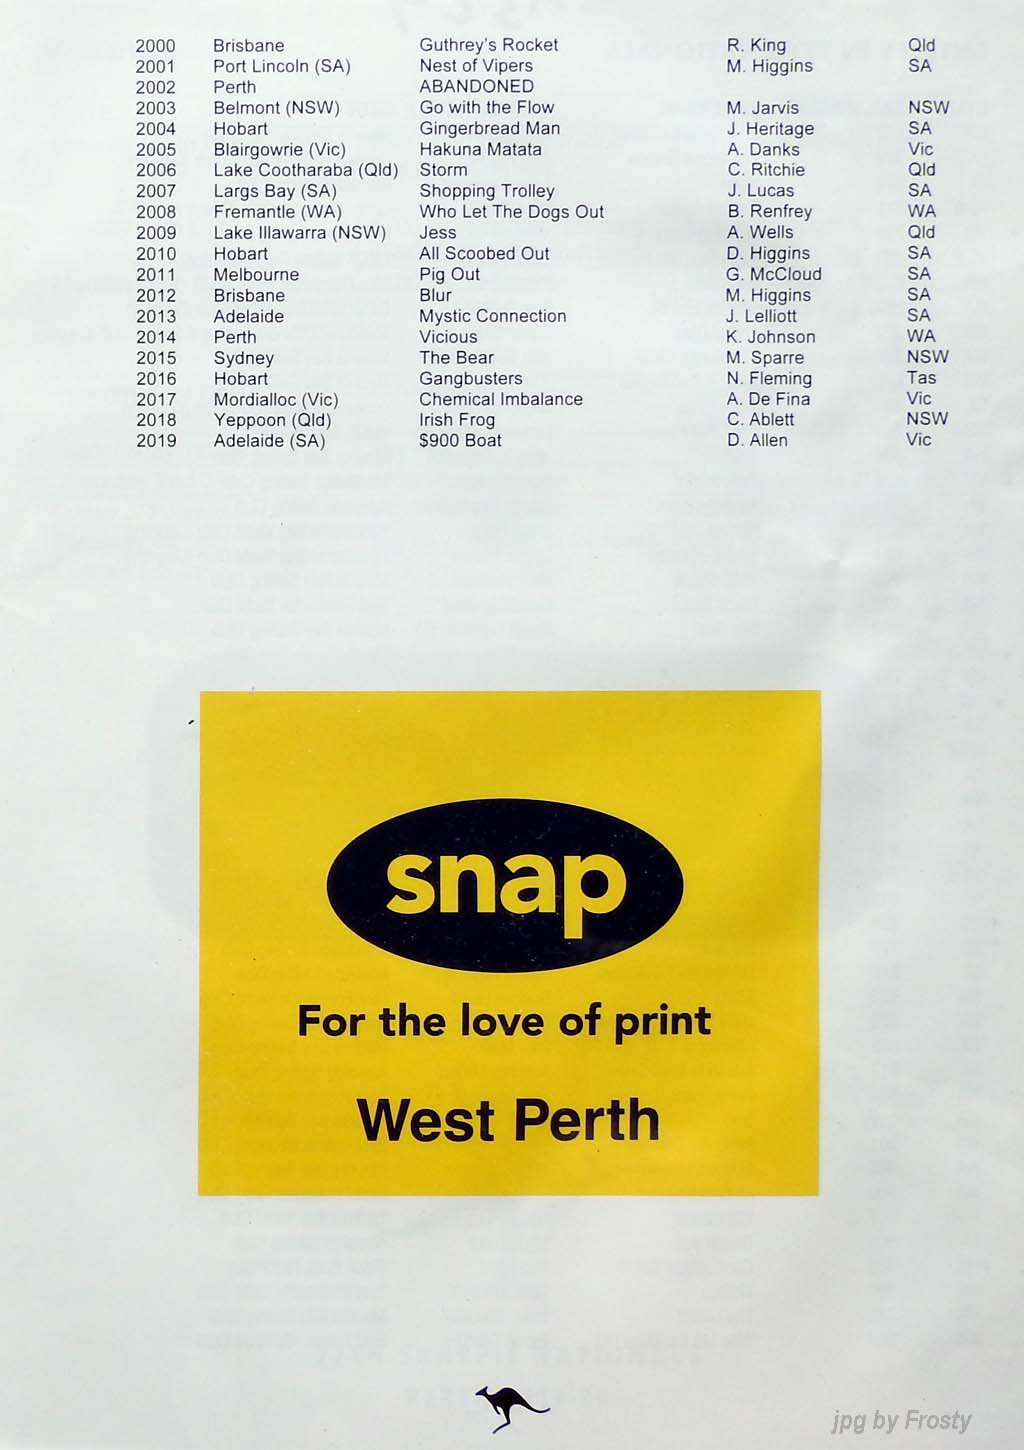 2000 Brisbane Guthrey's Rocket R. King Qld
2001 Port Lincoln (SA) Nest of Vipers M. Higgins SA
2002 Perth ABANDONED
2003 Belmont (NSW) Go with the Flow M. Jarvis NSW
2004 Hobart Gingerbread Man J. Heritage SA
2005 Blairgowrie (Vic) Hakuna Matata A. Danks Vic
2006 Lake Cootharaba (Qld) Storm C. Ritchie Qld
2007 Largs Bay (SA) Shopping Trolley J. Lucas SA
2008 Fremantle (WA) Who Let The Dogs Out B. Renfrey WA
2009 Lake Illawarra (NSW) Jess A. Wells Qld
2010 Hobart All Scoobed Out D. Higgins SA
2011 Melbourne Pig Out G. McCloud SA
2012 Brisbane Blur M. Higgins SA
2013 Adelaide Mystic Connection J. Lelliott SA
2014 Perth Vicious K. Johnson WA
2015 Sydney The Bear M. Sparre NSW
2016 Hobart Gangbusters N. Fleming Tas
2017 Mordialloc (Vic) Chemical Imbalance A. De Fina Vic
2018 Yeppoon (Qld) Irish Frog C. Ablett NSW
2019 Adelaide (SA) $900 Boat D. Allen Vic
snap
For the love of print
West Perth
jpg by Frosty